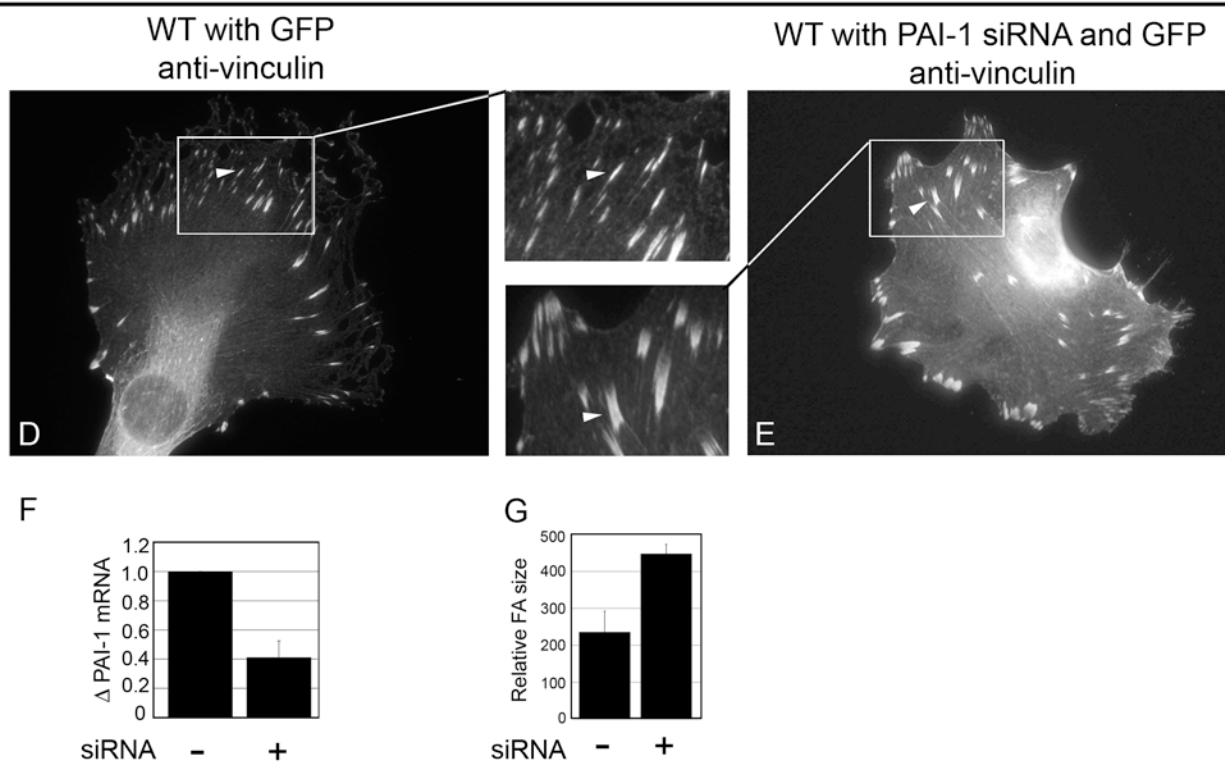 WT with GFP
anti-vinculin
WT with PAI-1 siRNA and GFP
anti-vinculin
D
E
F
Δ PAI-1 mRNA
1.2
1.0
0.8
0.6
0.4
0.2
0
siRNA - +
G
Relative FA size
500
400
300
200
100
0
siRNA - +